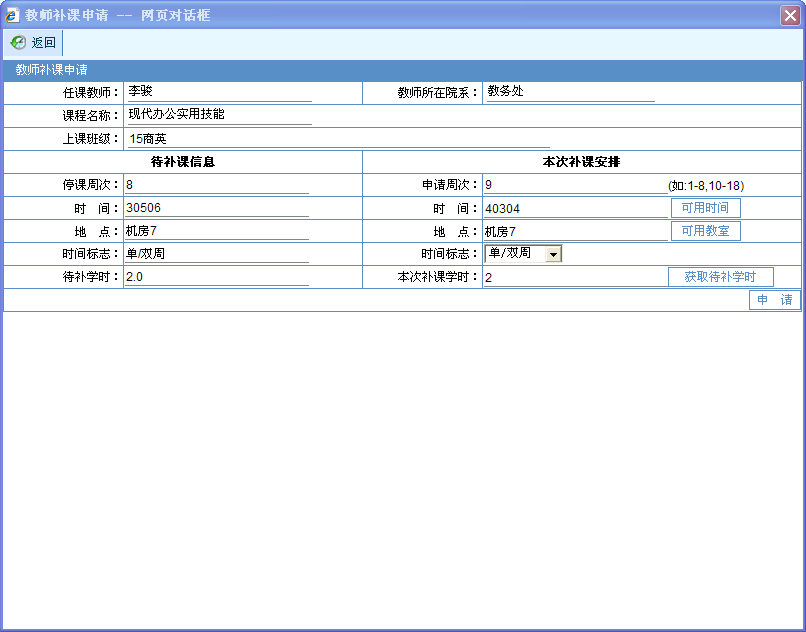 教师补课申请 -- 网页对话框
返回
教师补课申请
任课教师： 李骏 教师所在院系： 教务处
课程名称： 现代办公实用技能
上课班级： 15商英
待补课信息 本次补课安排
停课周次： 8 申请周次： 9 (如:1-8,10-18)
时 间： 30506 时 间： 40304 可用时间
地 点： 机房7 地 点： 机房7 可用教室
时间标志： 单/双周 时间标志： 单/双周
待补学时： 2.0 本次补课学时： 2 获取待补学时
申 请